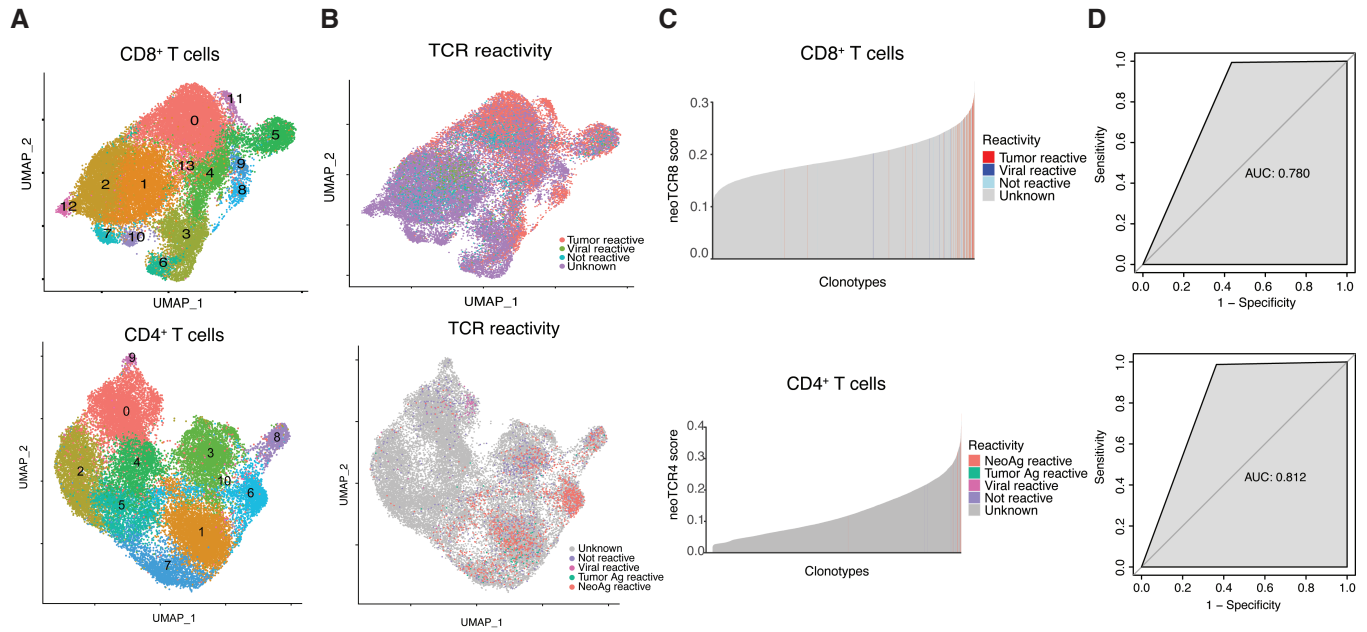 A
B
C
D
CD8⁺ T cells
UMAP_2
UMAP_1
0
1
2
3
4
5
6
7
8
9
10
11
12
13
TCR reactivity
UMAP_1
Tumor reactive
Viral reactive
Not reactive
Unknown
CD8⁺ T cells
neoTCR8 score
0.3
0.2
0.1
0.0
Clonotypes
Reactivity
Tumor reactive
Viral reactive
Not reactive
Unknown
Sensitivity
1.0
0.8
0.6
0.4
0.2
0.0
AUC: 0.780
0.0 0.2 0.4 0.6 0.8 1.0
1 – Specificity
CD4⁺ T cells
UMAP_2
UMAP_1
9
0
2
4
3
8
10
6
5
1
7
TCR reactivity
UMAP_2
UMAP_1
Unknown
Not reactive
Viral reactive
Tumor Ag reactive
NeoAg reactive
CD4⁺ T cells
neoTCR4 score
0.4
0.3
0.2
0.1
0.0
Clonotypes
Reactivity
NeoAg reactive
Tumor Ag reactive
Viral reactive
Not reactive
Unknown
Sensitivity
1.0
0.8
0.6
0.4
0.2
0.0
AUC: 0.812
0.0 0.2 0.4 0.6 0.8 1.0
1 – Specificity